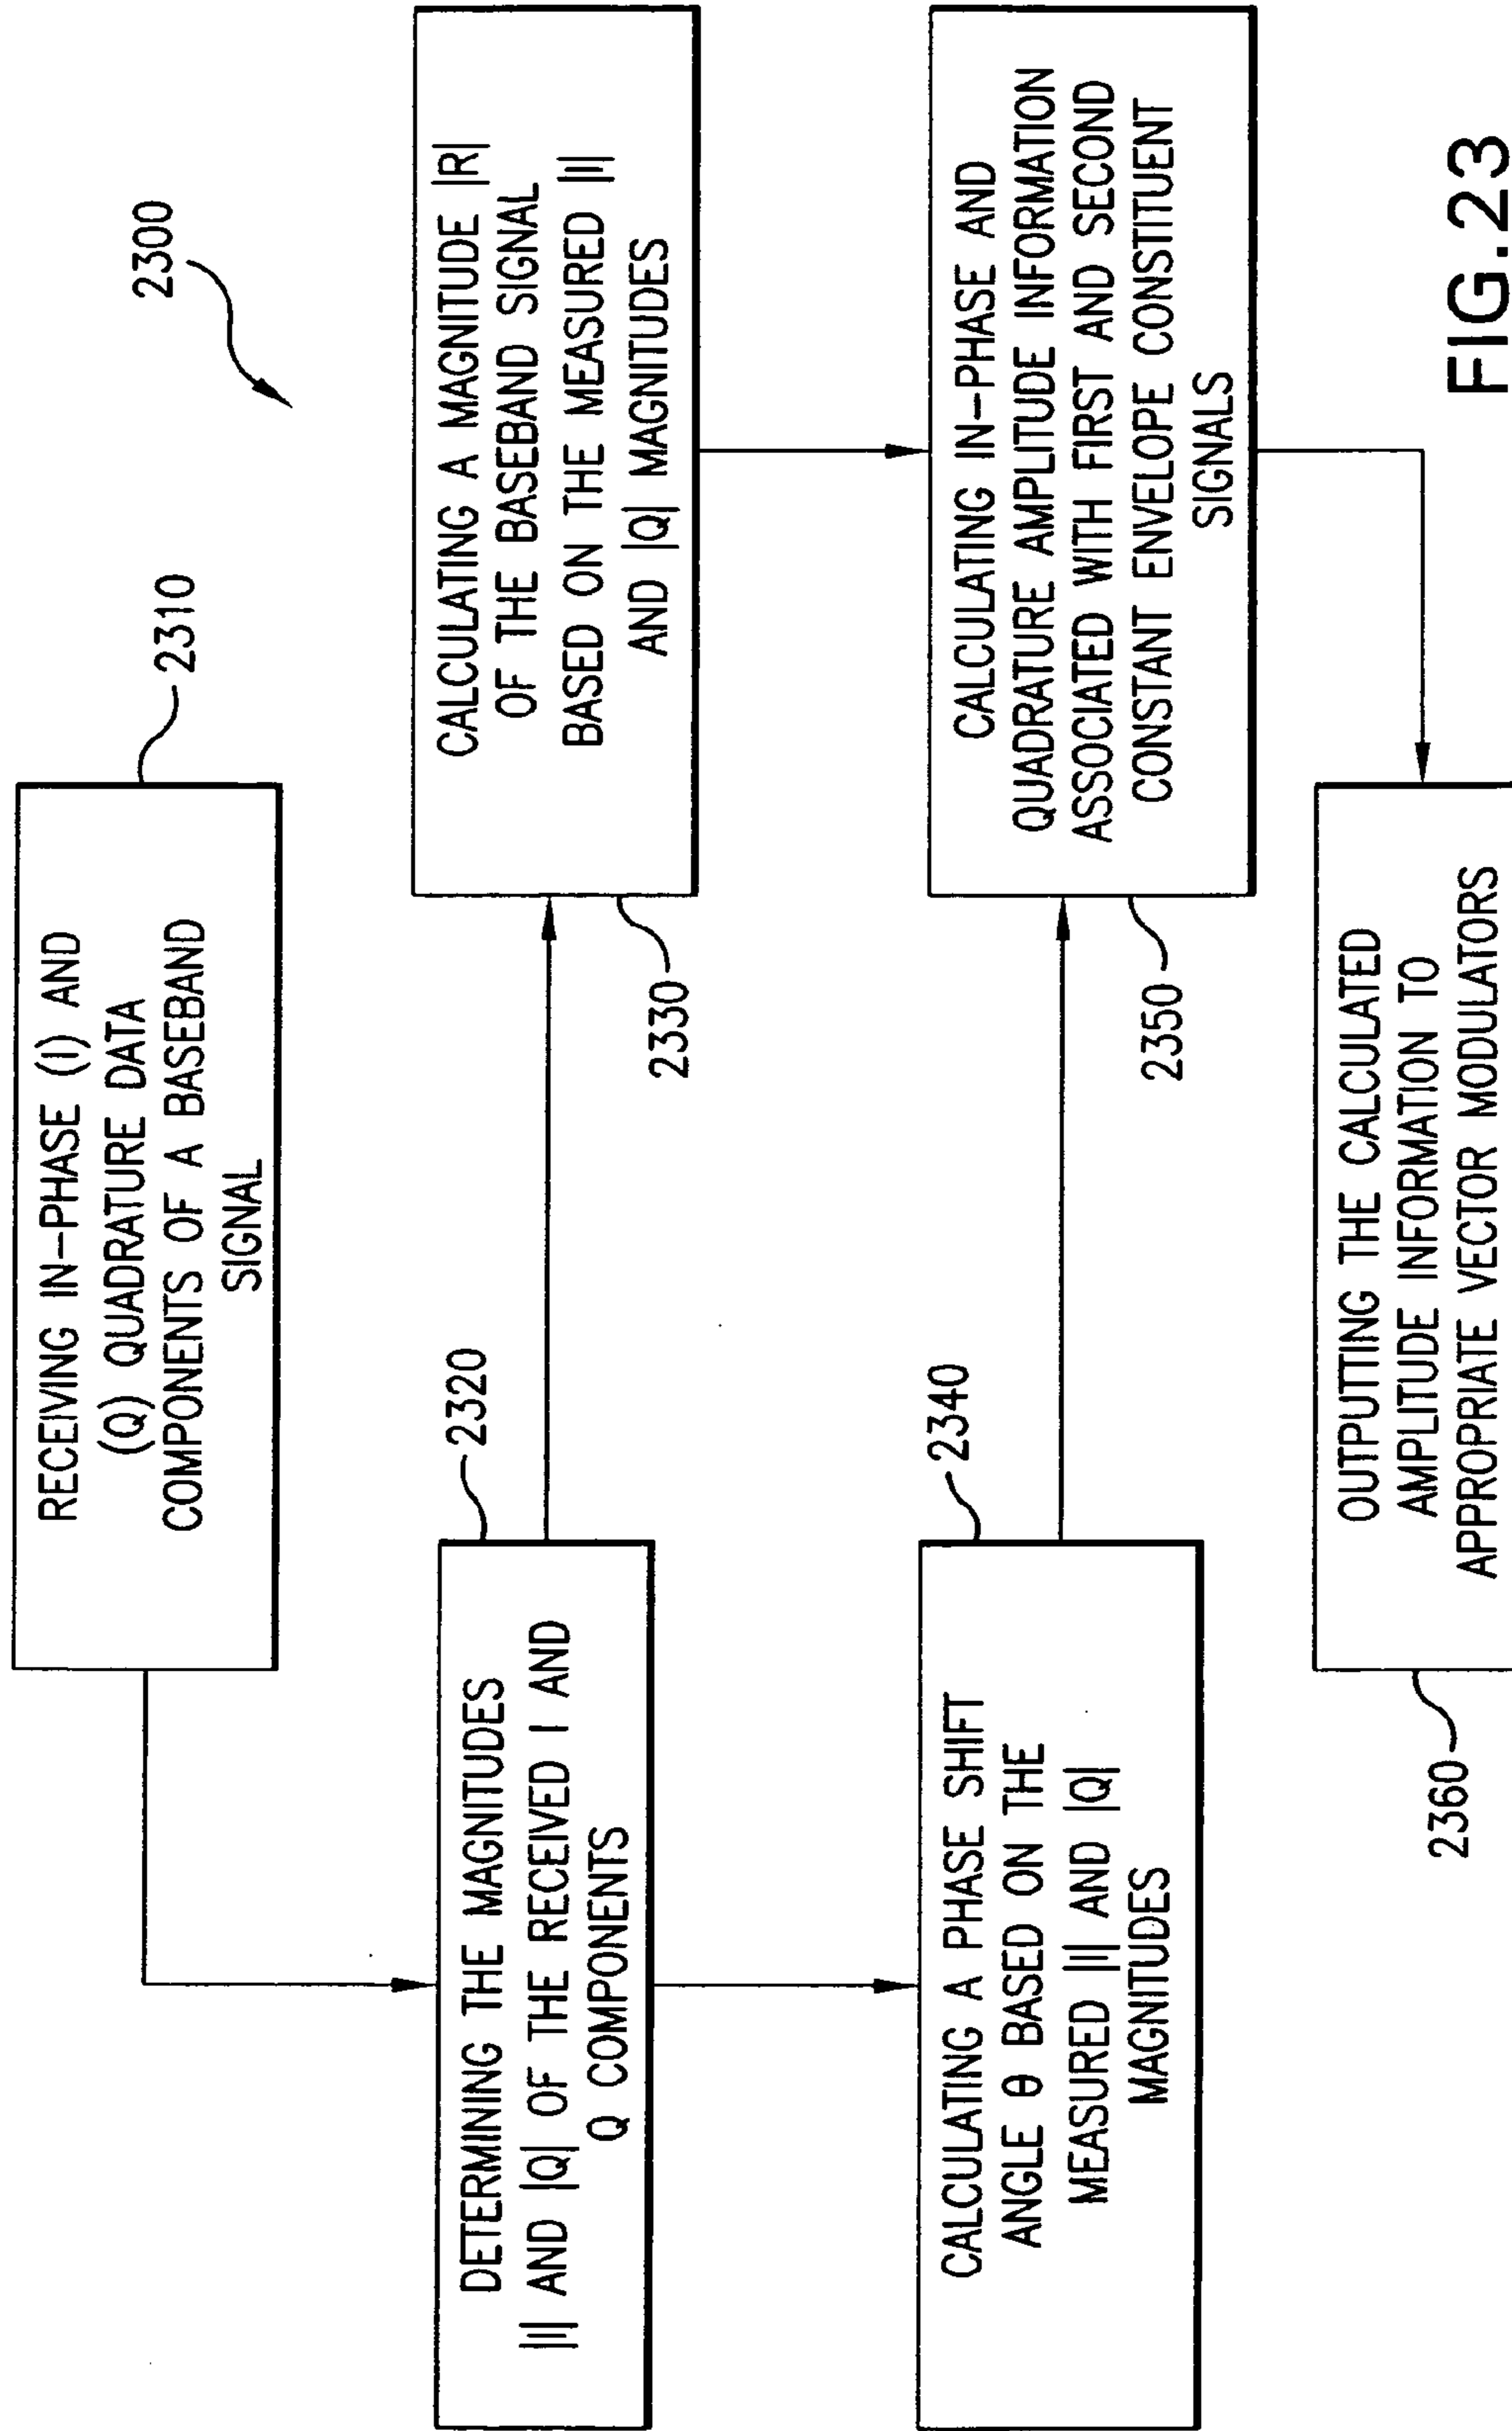 2300
RECEIVING IN-PHASE (I) AND
(Q) QUADRATURE DATA
COMPONENTS OF A BASEBAND
SIGNAL
2310
DETERMINING THE MAGNITUDES
|I| AND |Q| OF THE RECEIVED I AND
Q COMPONENTS
2320
CALCULATING A MAGNITUDE |R|
OF THE BASEBAND SIGNAL
BASED ON THE MEASURED |I|
AND |Q| MAGNITUDES
2330
CALCULATING A PHASE SHIFT
ANGLE θ BASED ON THE
MEASURED |I| AND |Q|
MAGNITUDES
2340
CALCULATING IN-PHASE AND
QUADRATURE AMPLITUDE INFORMATION
ASSOCIATED WITH FIRST AND SECOND
CONSTANT ENVELOPE CONSTITUENT
SIGNALS
2350
OUTPUTTING THE CALCULATED
AMPLITUDE INFORMATION TO
APPROPRIATE VECTOR MODULATORS
2360
FIG.23